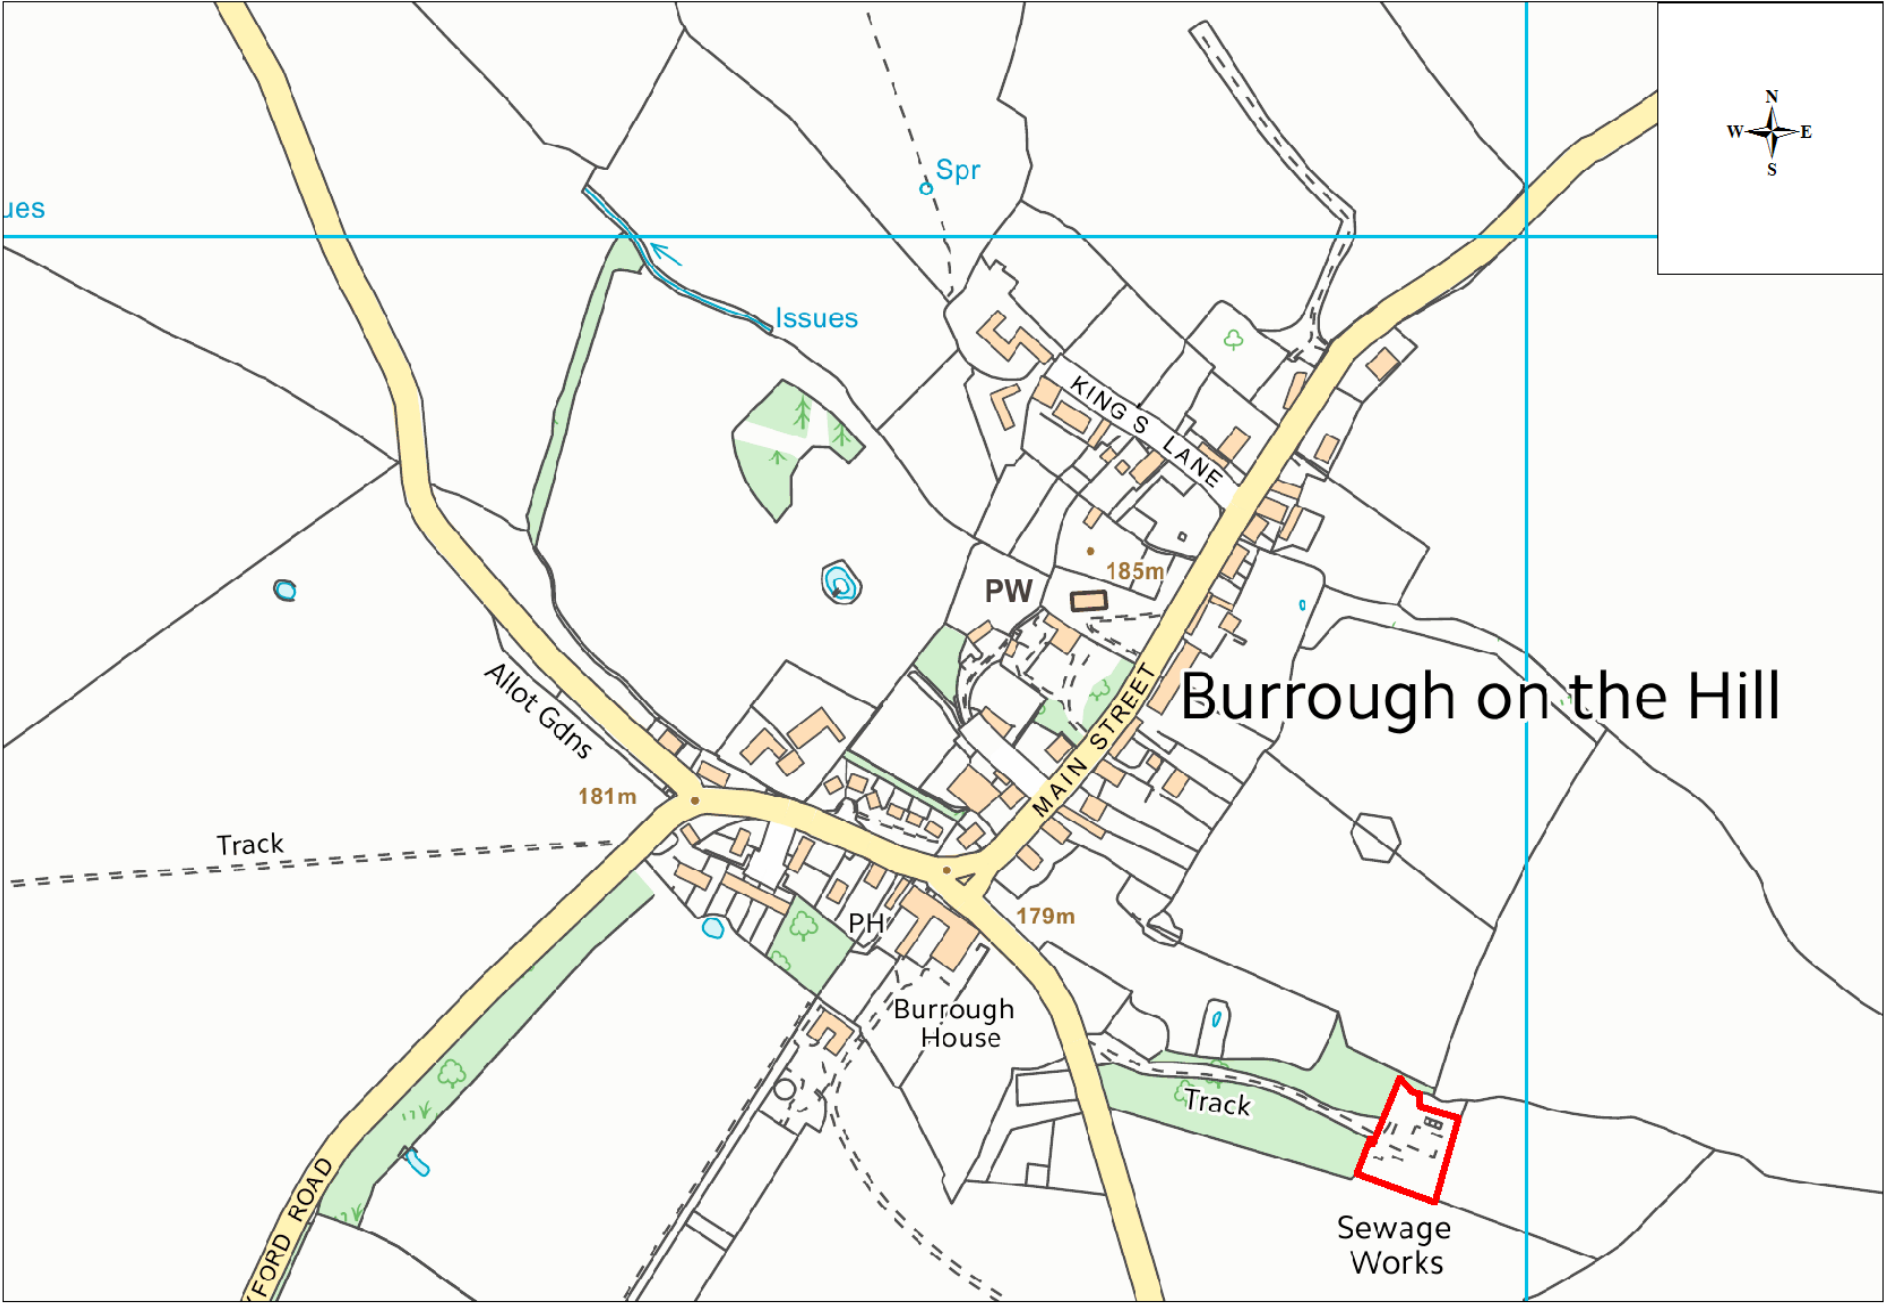 N
W E
S
Spr
ues
Issues
KING S LANE
185m
PW
Burrough on the Hill
Allot Gdns
MAIN STREET
181m
Track
PH
179m
Burrough
House
Track
FORD ROAD
Sewage
Works